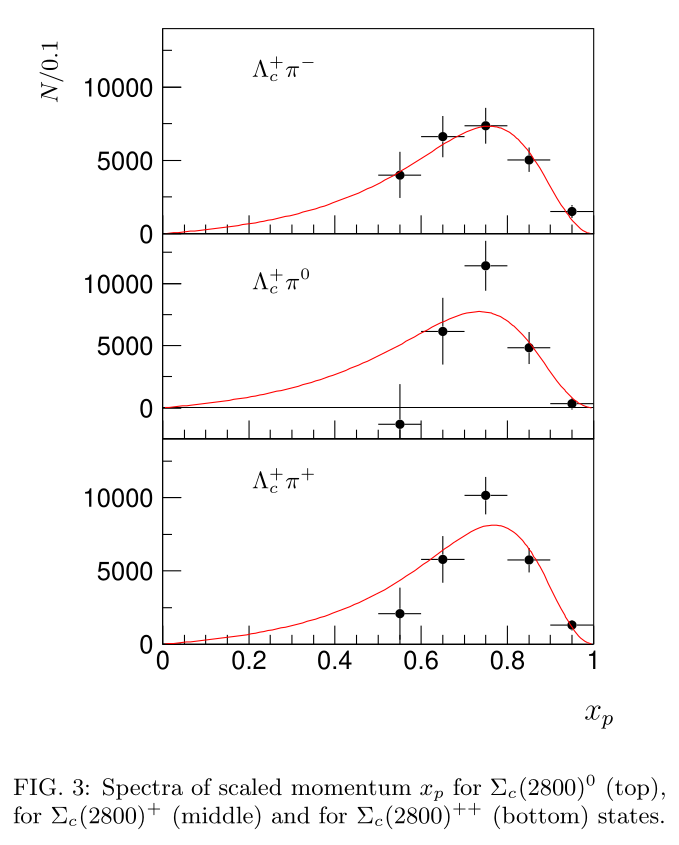 N/0.1
Λc+π−
10000
5000
0
Λc+π0
10000
5000
0
Λc+π+
10000
5000
0
0 0.2 0.4 0.6 0.8 1
xp
FIG. 3: Spectra of scaled momentum xp for Σc(2800)0 (top),
for Σc(2800)+ (middle) and for Σc(2800)++ (bottom) states.